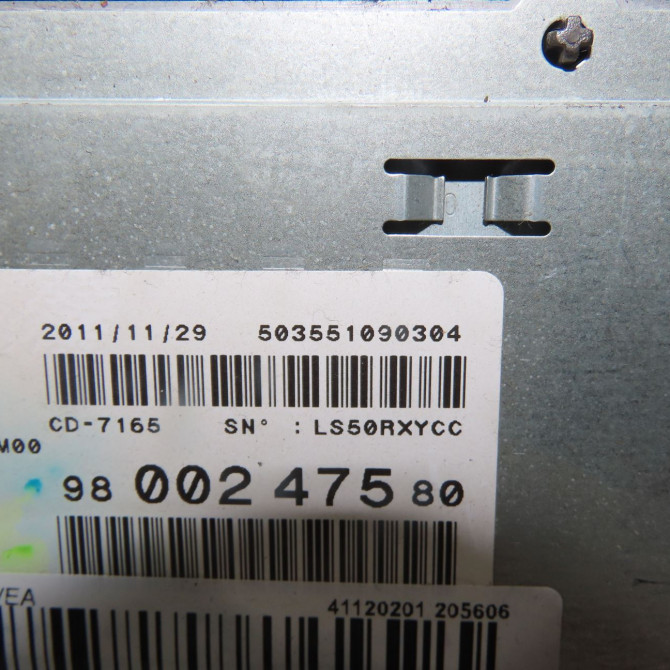 2011/11/29 503551090304
CD-7165 SN° : LS50RXYCC
M00
98 002 475 80
VEA
41120201 205606